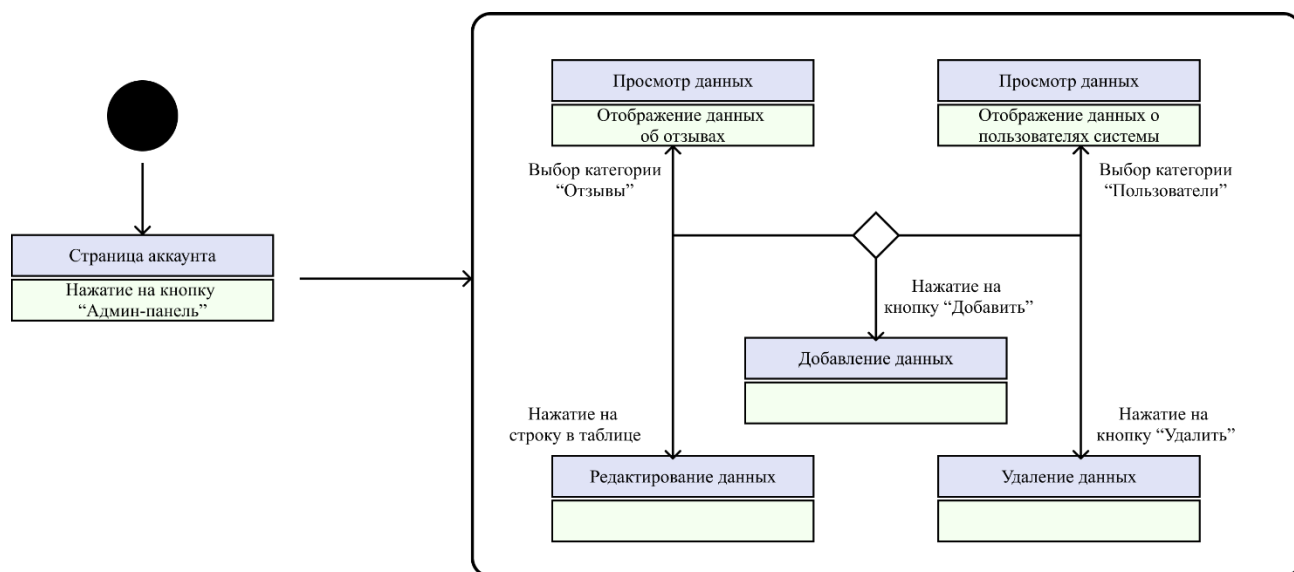 Просмотр данных
Отображение данных
об отзывах
Просмотр данных
Отображение данных о
пользователях системы
Выбор категории
“Отзывы”
Выбор категории
“Пользователи”
Страница аккаунта
Нажатие на кнопку
“Админ-панель”
Нажатие на
кнопку “Добавить”
Добавление данных
Нажатие на
строку в таблице
Нажатие на
кнопку “Удалить”
Редактирование данных
Удаление данных